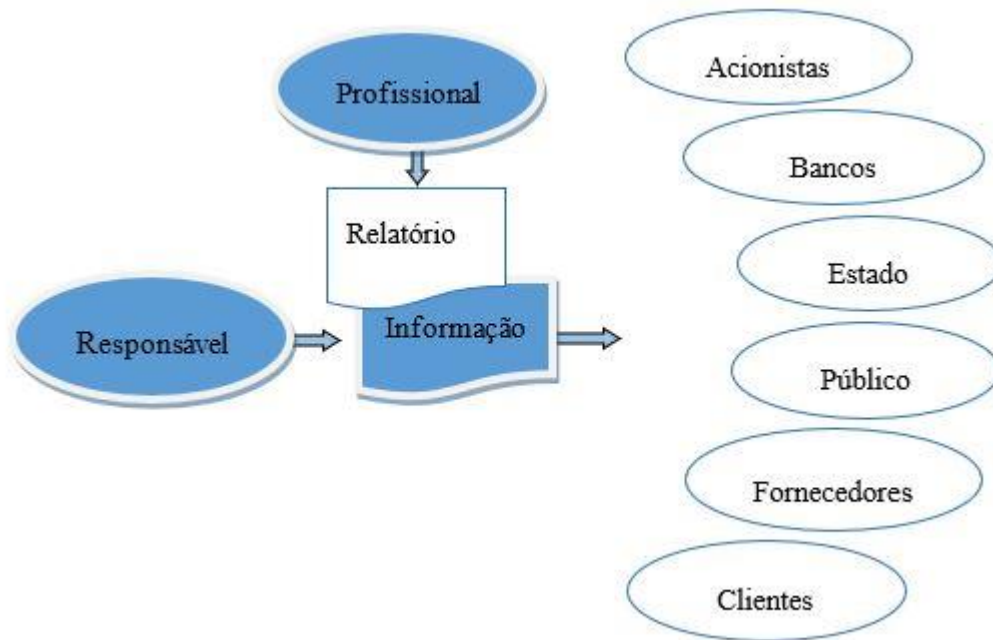 Profissional
Relatório
Responsável
Informação
Acionistas
Bancos
Estado
Público
Fornecedores
Clientes